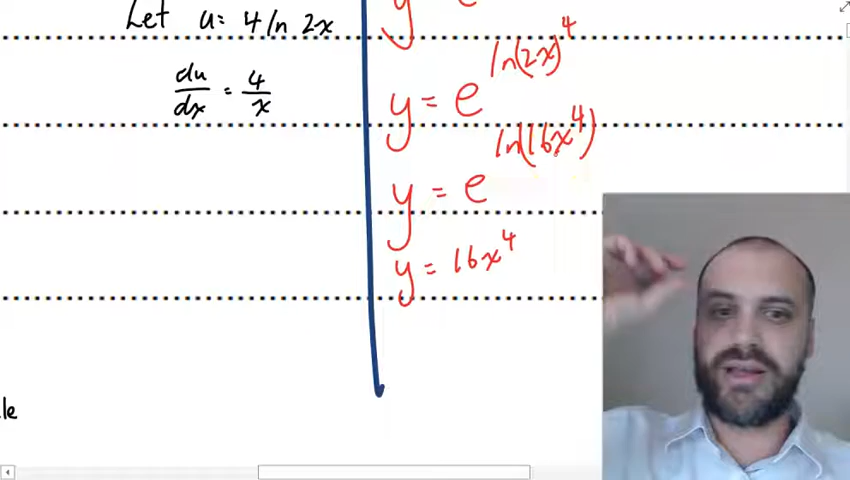 Let u = 4 ln 2x
du/dx = 4/x
le
y = e^ln(2x)^4
y = e^ln(16x^4)
y = 16x^4